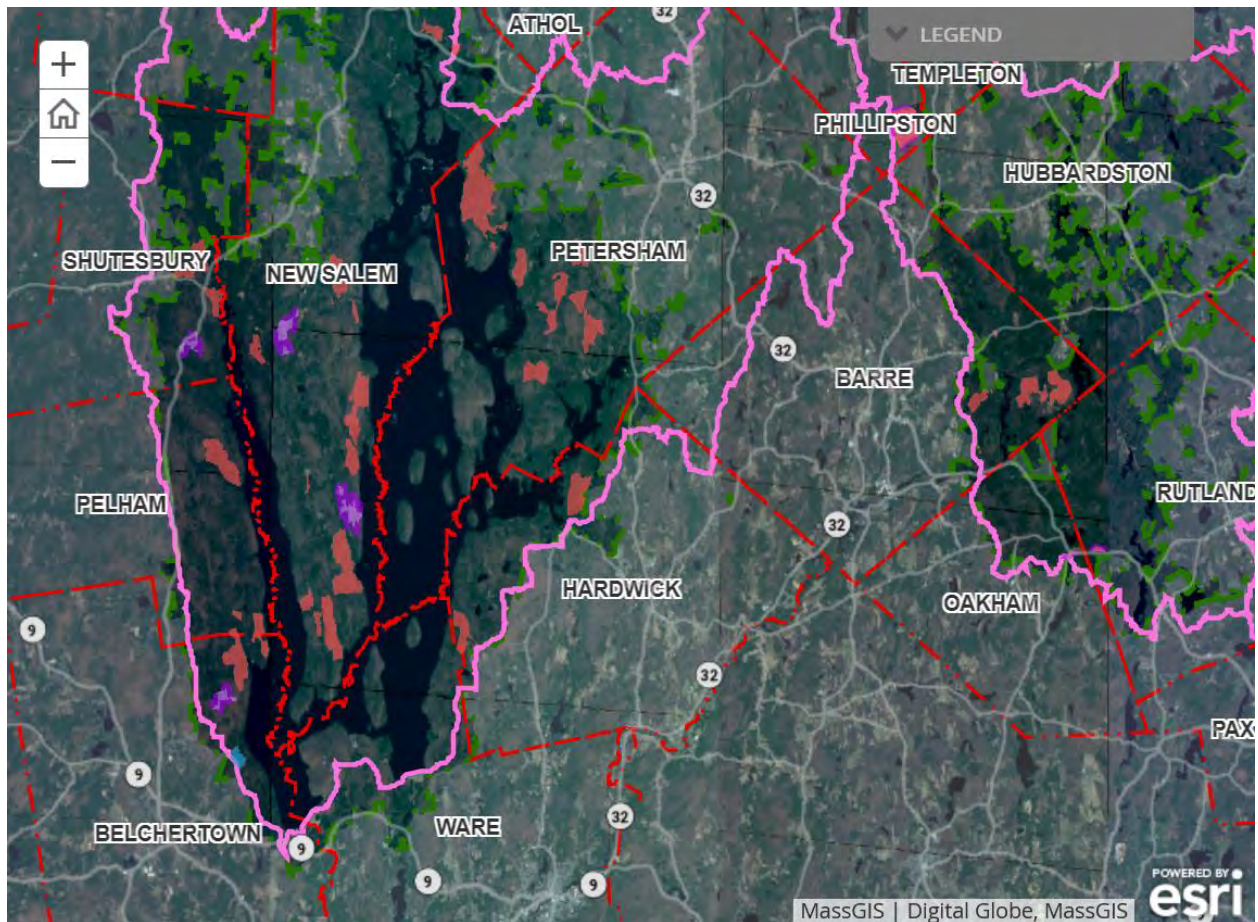 ATHOL
32
LEGEND
TEMPLETON
PHILLIPSTON
HUBBARDSTON
32
SHUTESBURY
NEW SALEM
PETERSHAM
32
BARRE
PELHAM
RUTLAND
32
HARDWICK
OAKHAM
9
32
PAX
9
32
WARE
BELCHERTOWN
9
9
9
POWERED BY
esri
MassGIS | Digital Globe, MassGIS